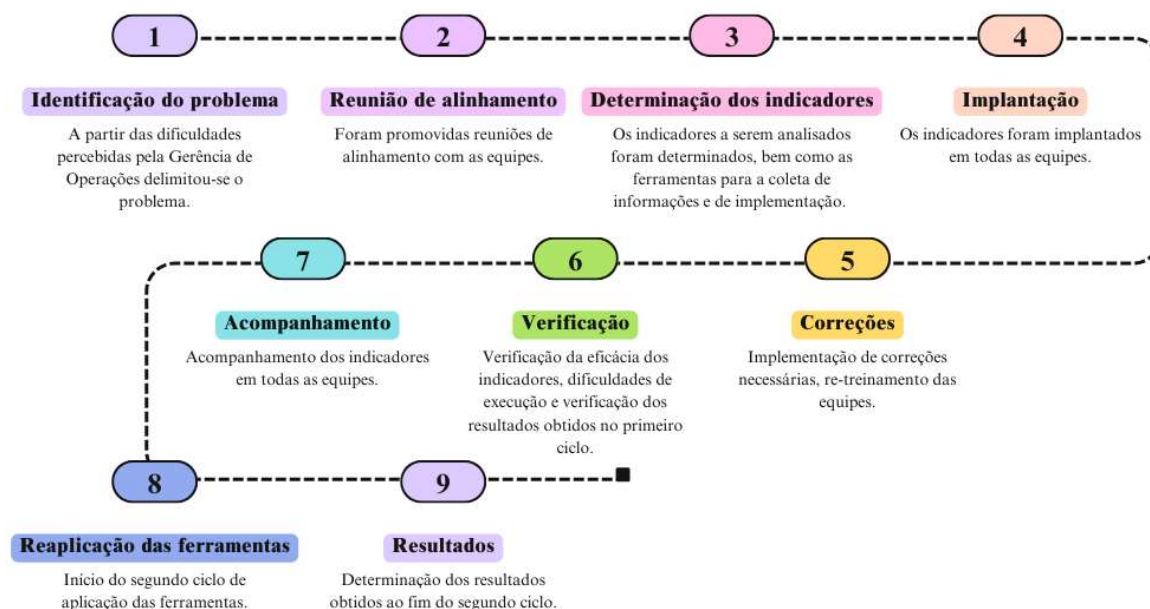 1
Identificação do problema
A partir das dificuldades
percebidas pela Gerência de
Operações delimitou-se o
problema.
2
Reunião de alinhamento
Foram promovidas reuniões de
alinhamento com as equipes.
3
Determinação dos indicadores
Os indicadores a serem analisados
foram determinados, bem como as
ferramentas para a coleta de
informações e de implementação.
4
Implantação
Os indicadores foram implantados
em todas as equipes.
5
Correções
Implementação de correções
necessárias, re-treinamento das
equipes.
6
Verificação
Verificação da eficácia dos
indicadores, dificuldades de
execução e verificação dos
resultados obtidos no primeiro
ciclo.
7
Acompanhamento
Acompanhamento dos indicadores
em todas as equipes.
8
Reaplicação das ferramentas
Início do segundo ciclo de
aplicação das ferramentas.
9
Resultados
Determinação dos resultados
obtidos ao fim do segundo ciclo.